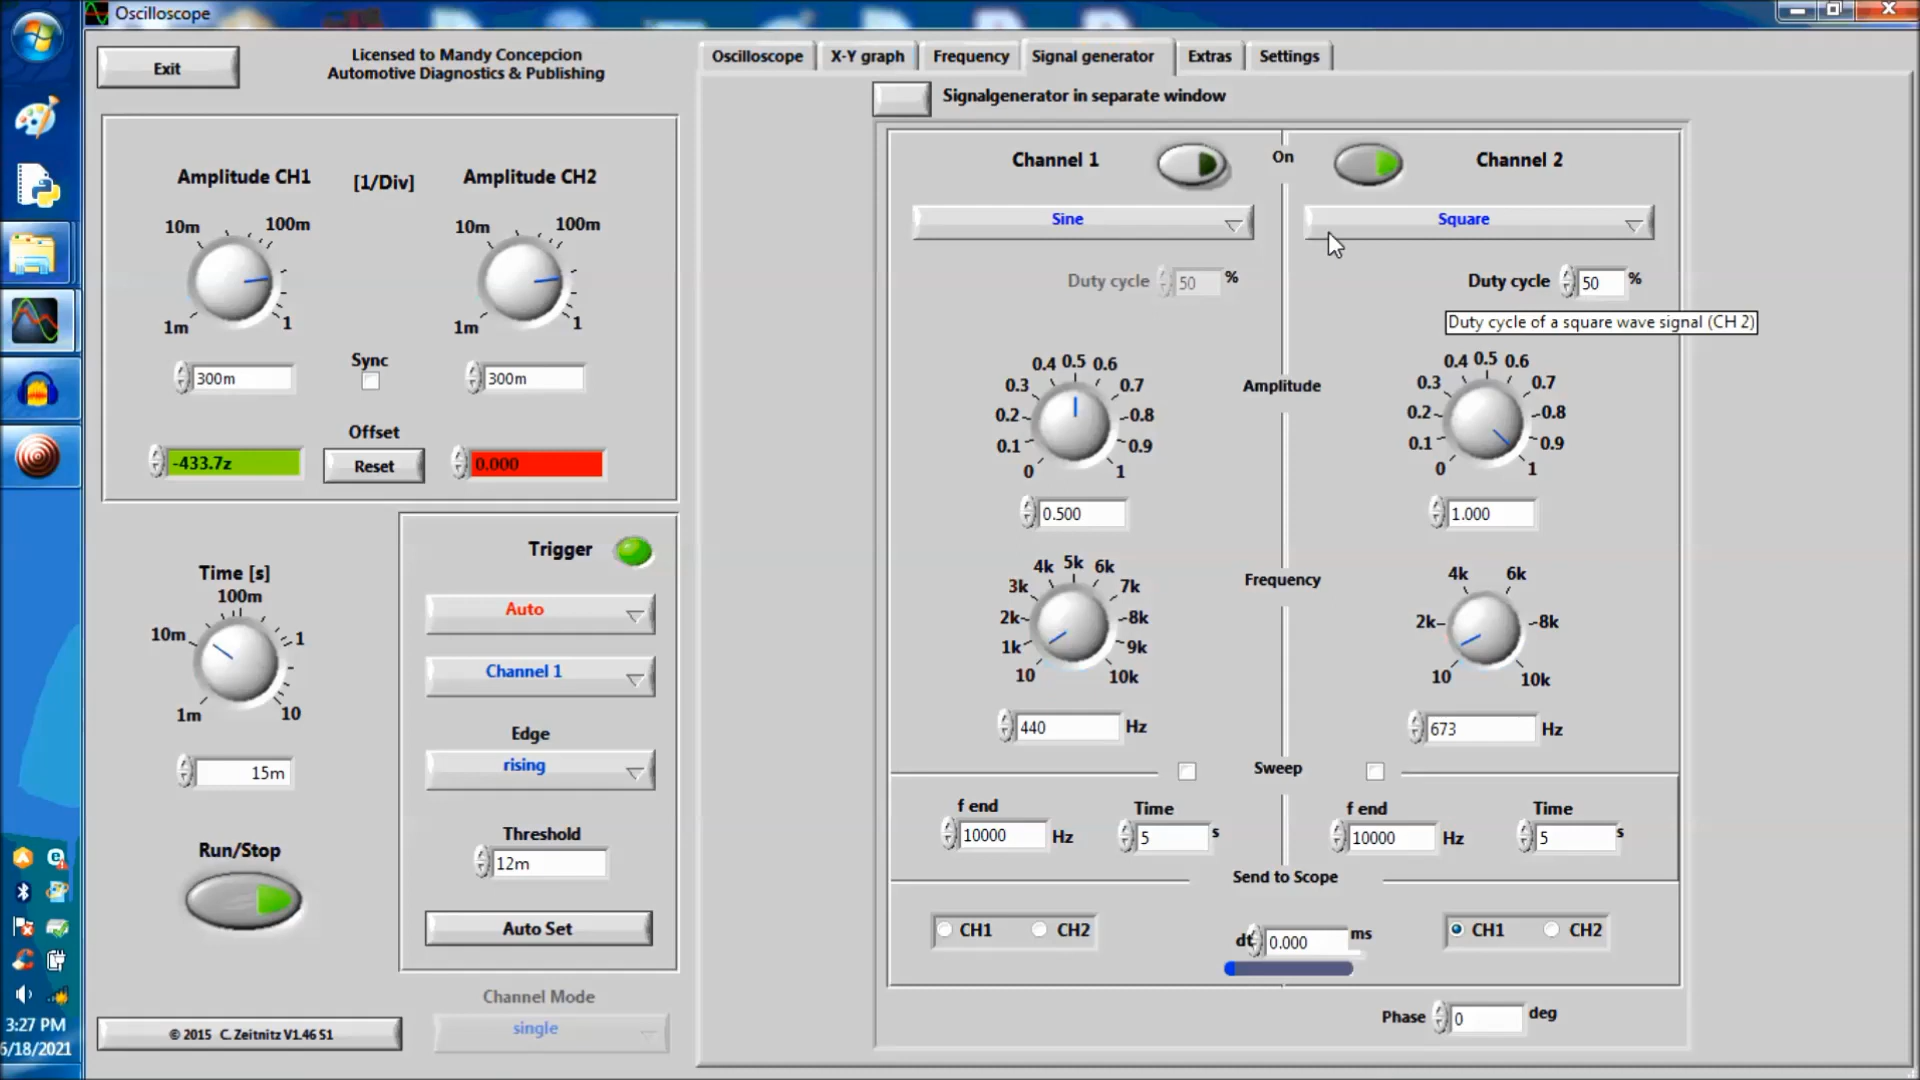 Oscilloscope
Exit
Licensed to Mandy Concepcion
Automotive Diagnostics & Publishing
Amplitude CH1
[1/Div]
Amplitude CH2
10m
100m
1m
1
10m
100m
1m
1
300m
Sync
300m
Offset
-433.7z
Reset
0.000
Time [s]
100m
10m
1
1m
10
15m
Run/Stop
Trigger
Auto
Channel 1
Edge
rising
Threshold
12m
Auto Set
Channel Mode
single
© 2015 C. Zeitnitz V1.46 S1
3:27 PM
6/18/2021
Oscilloscope
X-Y graph
Frequency
Signal generator
Extras
Settings
Signalgenerator in separate window
Channel 1
On
Channel 2
Sine
Square
Duty cycle 50 %
Duty cycle 50 %
Duty cycle of a square wave signal (CH 2)
0.4 0.5 0.6
0.3 0.7
0.2 0.8
0.1 0.9
0 1
0.500
Amplitude
0.4 0.5 0.6
0.3 0.7
0.2 0.8
0.1 0.9
0 1
1.000
4k 5k 6k
3k 7k
2k 8k
1k 9k
10 10k
440 Hz
Frequency
4k 6k
2k 8k
10 10k
673 Hz
Sweep
f end
10000 Hz
Time
5 s
f end
10000 Hz
Time
5 s
Send to Scope
CH1 CH2
dt 0.000 ms
CH1 CH2
Phase 0 deg